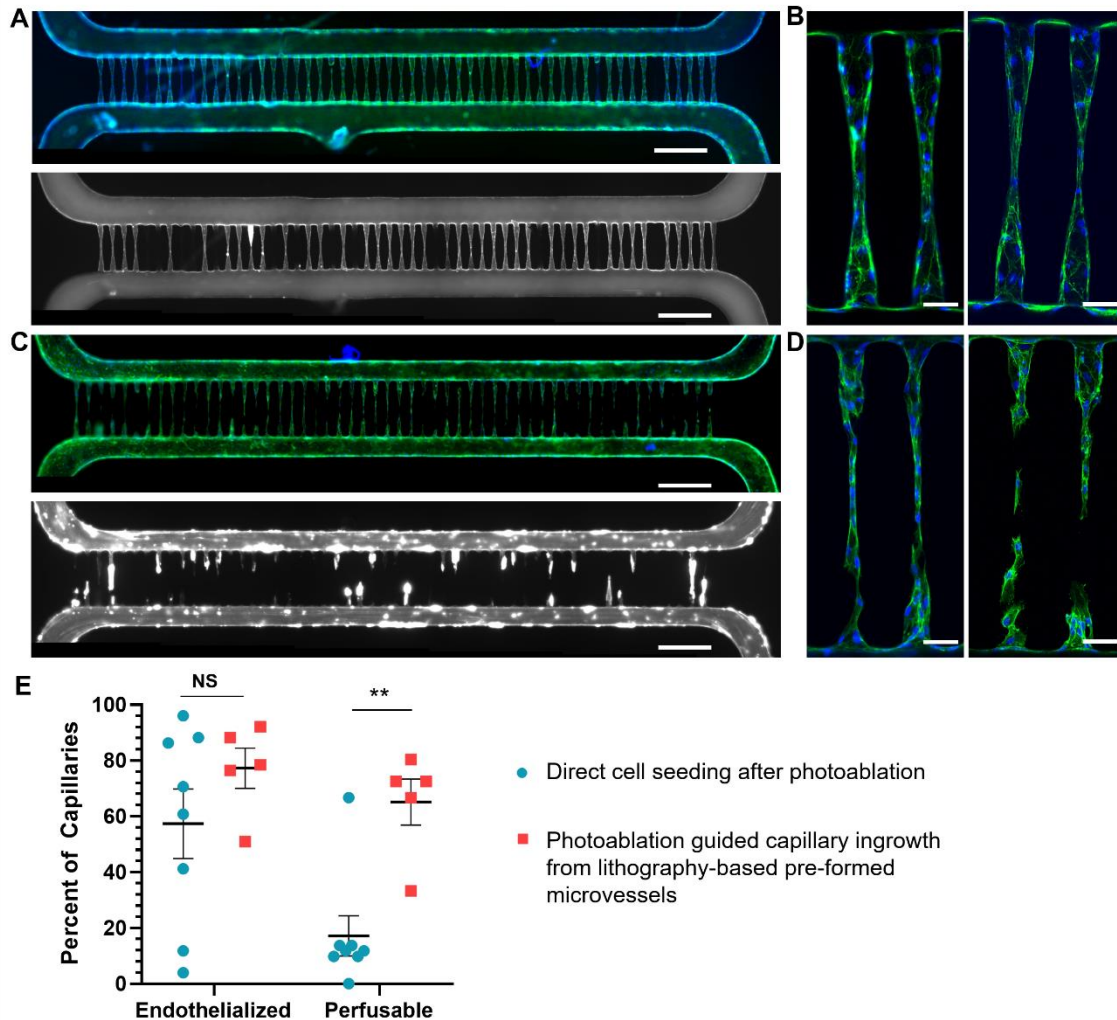 A
B
C
D
E
NS
**
100
80
60
40
20
0
Percent of Capillaries
Endothelialized Perfusable
Direct cell seeding after photoablation
Photoablation guided capillary ingrowth
from lithography-based pre-formed
microvessels